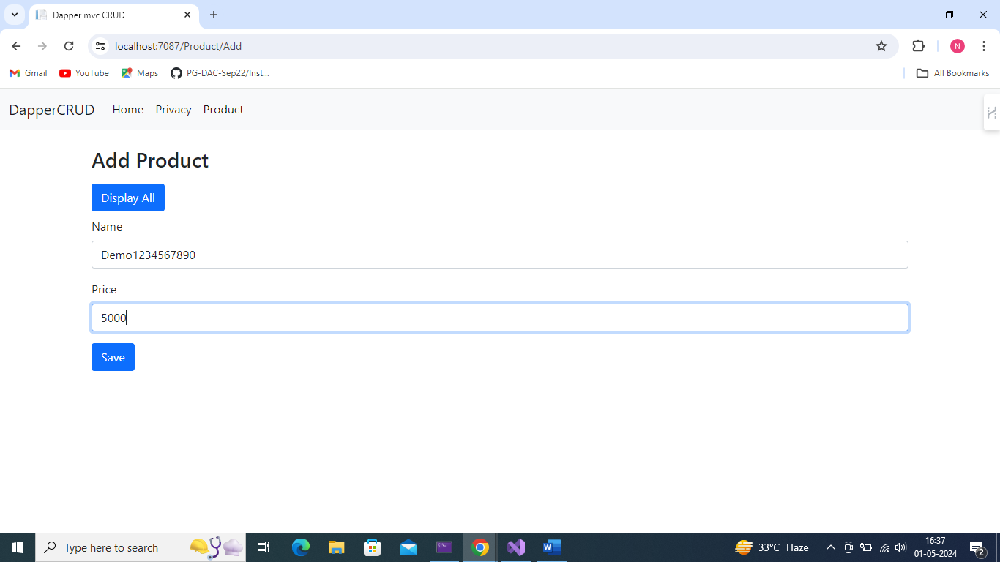 Dapper mvc CRUD
localhost:7087/Product/Add
N
Gmail YouTube Maps PG-DAC-Sep22/Inst... All Bookmarks
DapperCRUD Home Privacy Product
Add Product
Display All
Name
Demo1234567890
Price
5000
Save
Type here to search
33°C Haze
16:37
01-05-2024
2